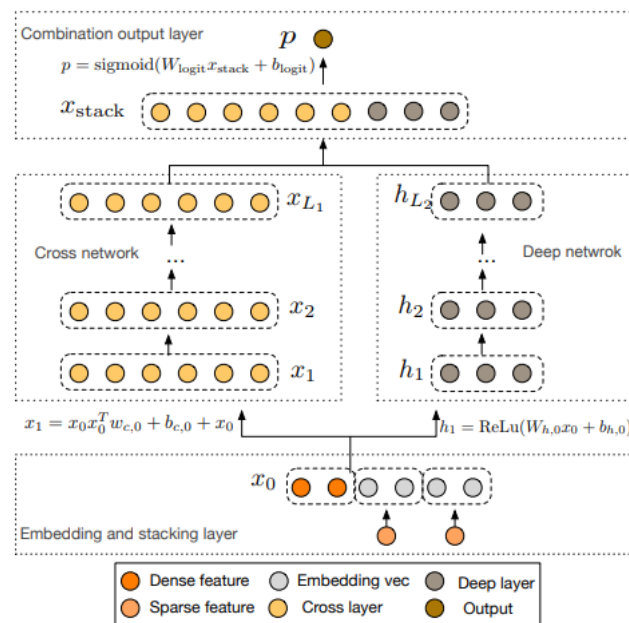 Combination output layer
p
p = sigmoid(W_logit x_stack + b_logit)
x_stack
x_{L_1}
h_{L_2}
Cross network
...
...
Deep netwrok
x_2
h_2
x_1
h_1
x_1 = x_0 x_0^T w_{c,0} + b_{c,0} + x_0
h_1 = ReLu(W_{h,0} x_0 + b_{h,0})
x_0
Embedding and stacking layer
Dense feature
Embedding vec
Deep layer
Sparse feature
Cross layer
Output